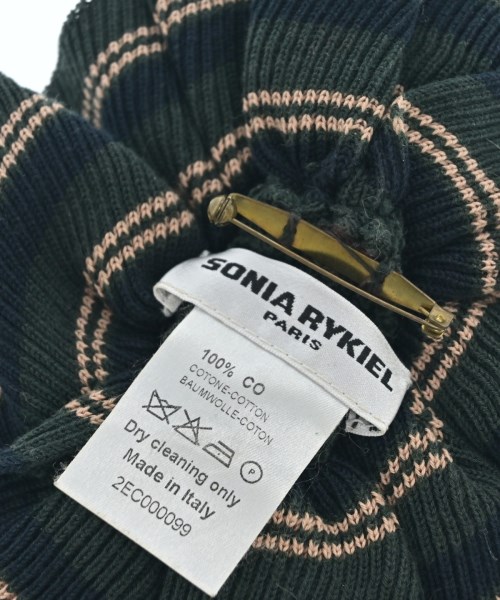 SONIA RYKIEL
PARIS
100% CO
COTONE-COTTON
BAUMWOLLE-COTON
P
Dry cleaning only
Made in Italy
2EC000099